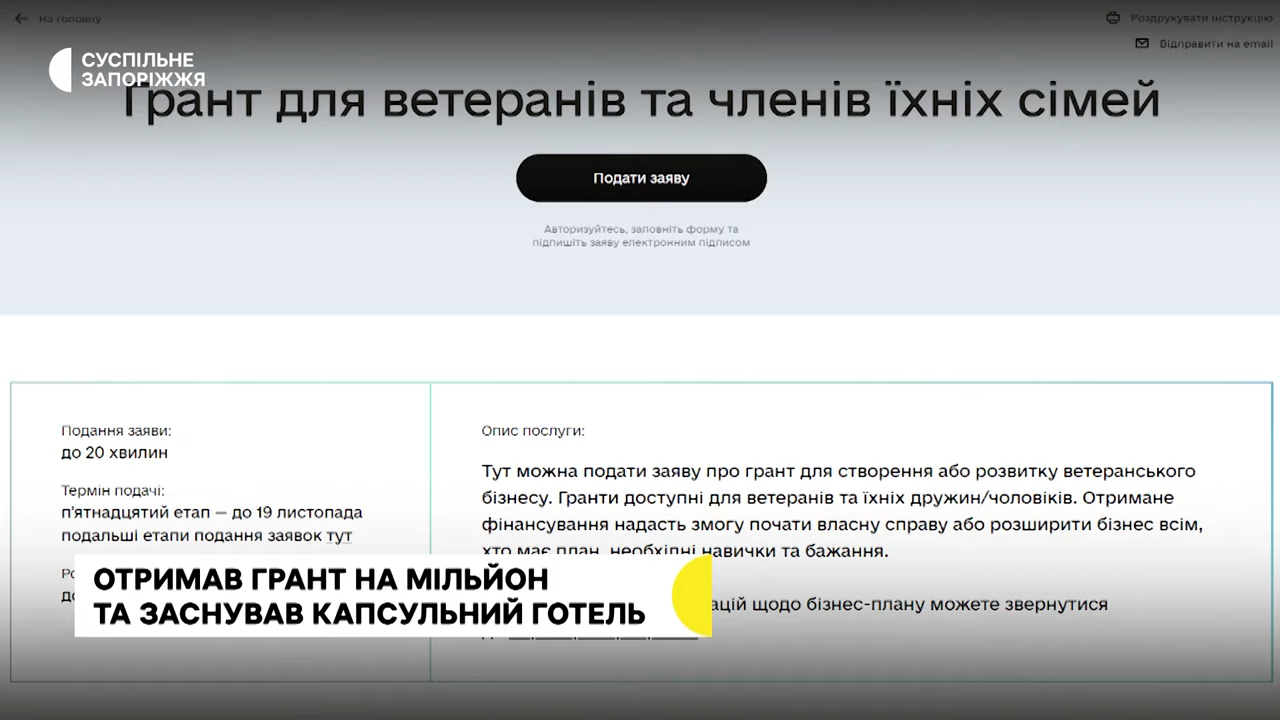 На головну
Роздрукувати інструкцію
Відправити на email
СУСПІЛЬНЕ
ЗАПОРІЖЖЯ
Грант для ветеранів та членів їхніх сімей
Подати заяву
Авторизуйтесь, заповніть форму та
підпишіть заяву електронним підписом
Подання заяви:
до 20 хвилин
Термін подачі:
п’ятнадцятий етап — до 19 листопада
подальші етапи подання заявок тут
Опис послуги:
Тут можна подати заяву про грант для створення або розвитку ветеранського
бізнесу. Гранти доступні для ветеранів та їхніх дружин/чоловіків. Отримане
фінансування надасть змогу почати власну справу або розширити бізнес всім,
хто має план, необхідні навички та бажання.
щодо бізнес-плану можете звернутися
ОТРИМАВ ГРАНТ НА МІЛЬЙОН
ТА ЗАСНУВАВ КАПСУЛЬНИЙ ГОТЕЛЬ